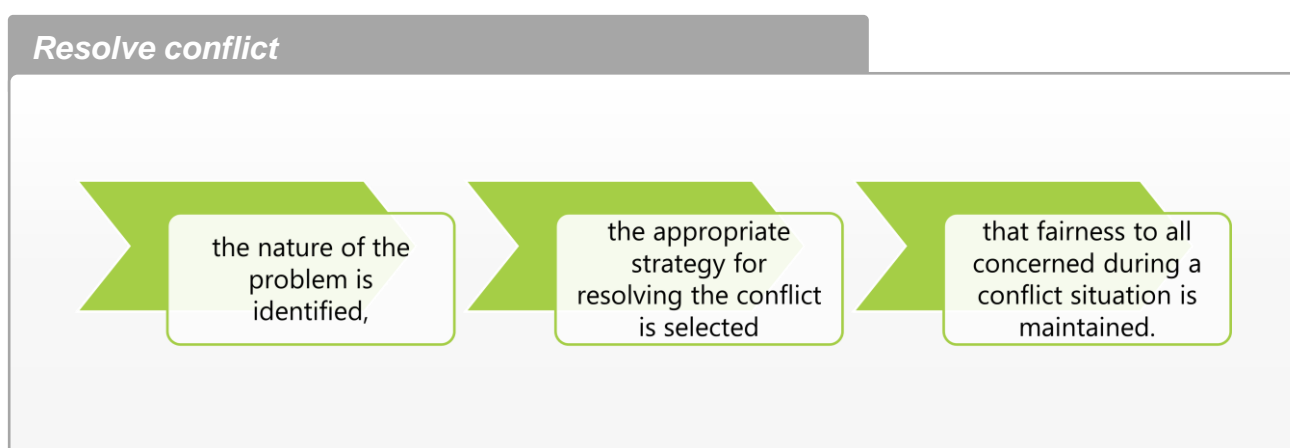 Resolve conflict
the nature of the
problem is
identified,
the appropriate
strategy for
resolving the conflict
is selected
that fairness to all
concerned during a
conflict situation is
maintained.